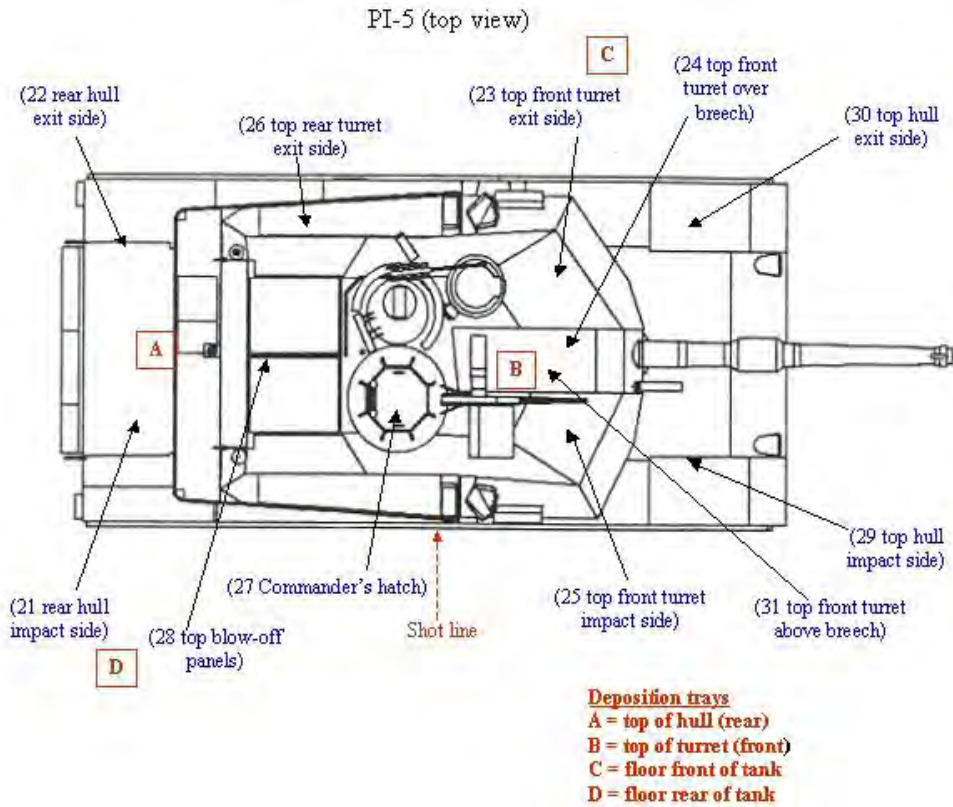 PI-5 (top view)
C
(24 top front
turret over
breech)
(22 rear hull
exit side)
(23 top front turret
exit side)
(30 top hull
exit side)
(26 top rear turret
exit side)
A
B
(29 top hull
impact side)
(27 Commander's hatch)
(21 rear hull
impact side)
(25 top front turret
impact side)
(31 top front turret
above breech)
(28 top blow-off
panels)
Shot line
D
Deposition trays
A = top of hull (rear)
B = top of turret (front)
C = floor front of tank
D = floor rear of tank